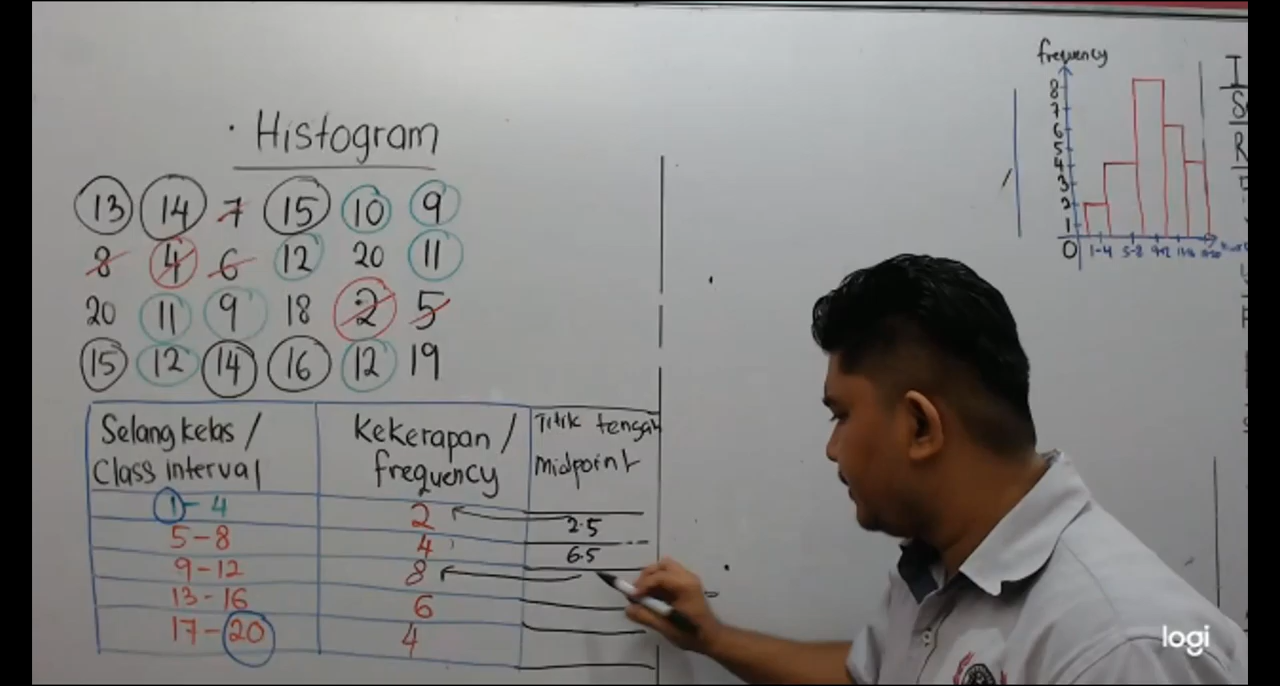 · Histogram
13 14 7 15 10 9
8 4 6 12 20 11
20 11 9 18 2 5
15 12 14 16 12 19
Selang kelas /
Class interval
Kekerapan /
frequency
Titik tengah
midpoint
1 - 4 2 2.5
5 - 8 4 6.5
9 - 12 8
13 - 16 6
17 - 20 4
frequency
8
7
6
5
4
3
2
1
0
1-4 5-8 9-12
I
S
R
logi